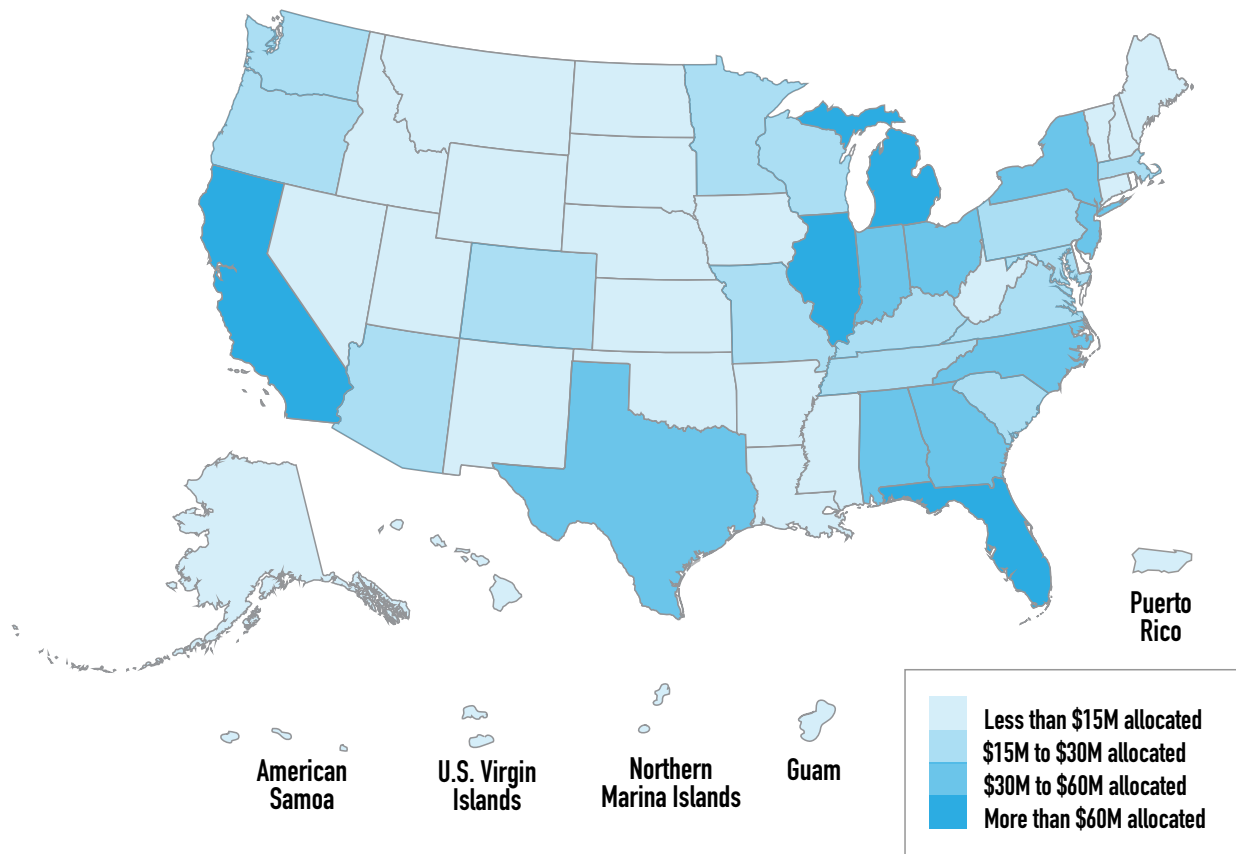 Puerto
Rico
American
Samoa
U.S. Virgin
Islands
Northern
Marina Islands
Guam
Less than $15M allocated
$15M to $30M allocated
$30M to $60M allocated
More than $60M allocated